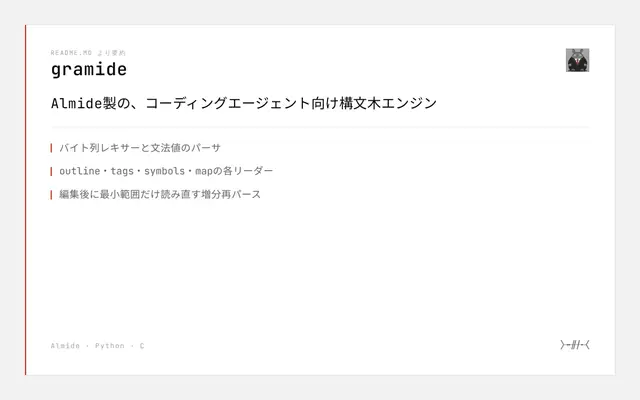 README.MD より要約
gramide
Almide製の、コーディングエージェント向け構文木エンジン
バイト列レキサーと文法値のパーサ
outline・tags・symbols・mapの各リーダー
編集後に最小範囲だけ読み直す増分再パース
Almide · Python · C